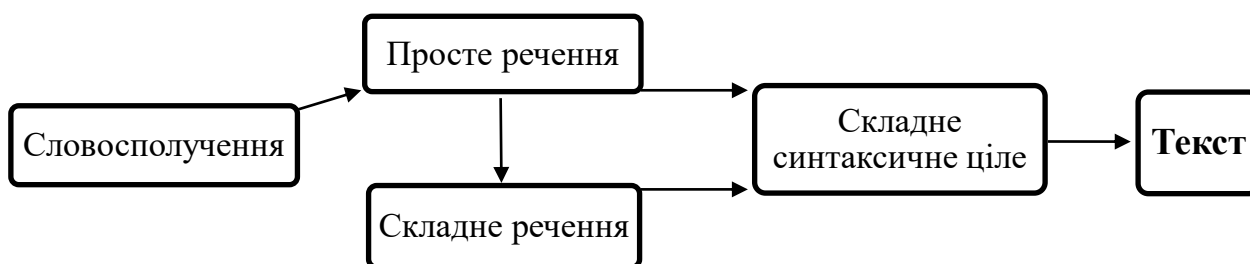 Словосполучення
Просте речення
Складне речення
Складне
синтаксичне ціле
Текст